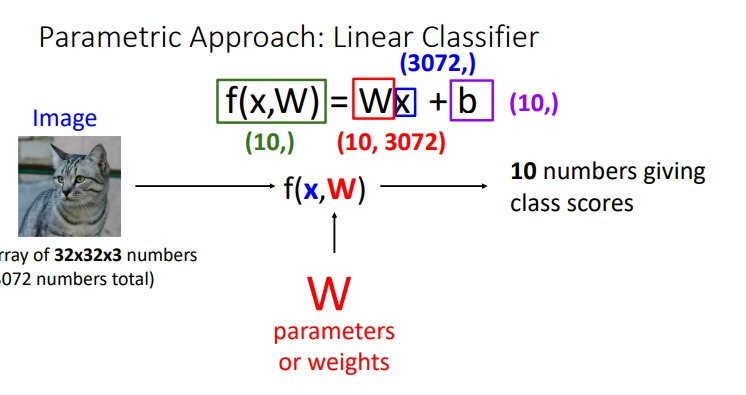 Parametric Approach: Linear Classifier
(3072,)
f(x,W) = Wx + b (10,)
(10,) (10, 3072)
Image
f(x,W)
10 numbers giving
class scores
rray of 32x32x3 numbers
072 numbers total)
W
parameters
or weights